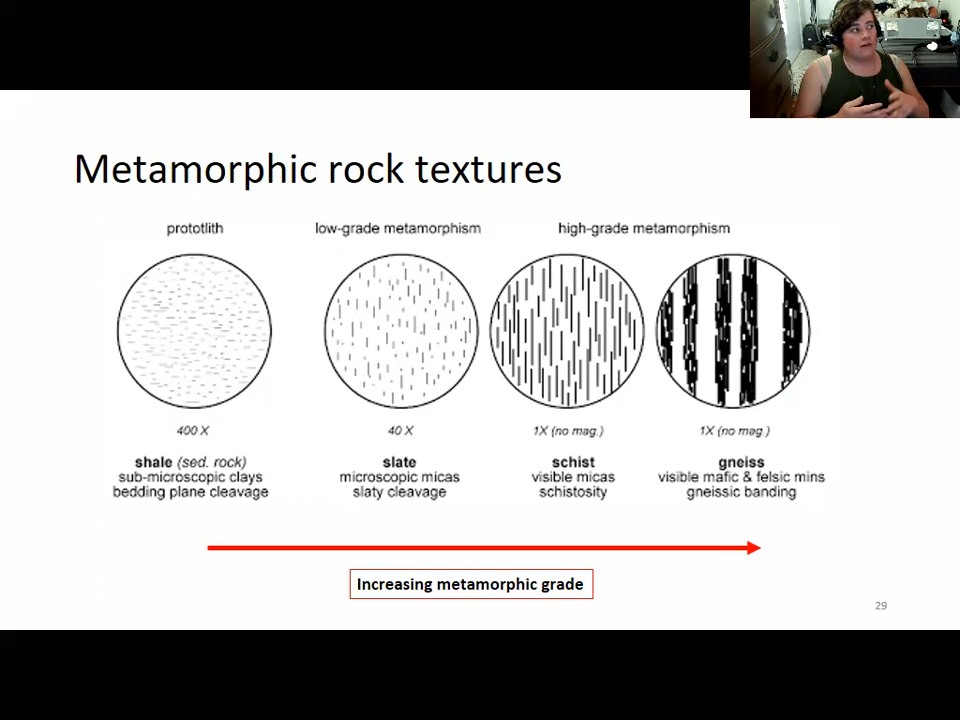 Metamorphic rock textures
prototlith
low-grade metamorphism
high-grade metamorphism
400 X
40 X
1X (no mag.)
1X (no mag.)
shale (sed. rock)
sub-microscopic clays
bedding plane cleavage
slate
microscopic micas
slaty cleavage
schist
visible micas
schistosity
gneiss
visible mafic & felsic mins
gneissic banding
Increasing metamorphic grade
29